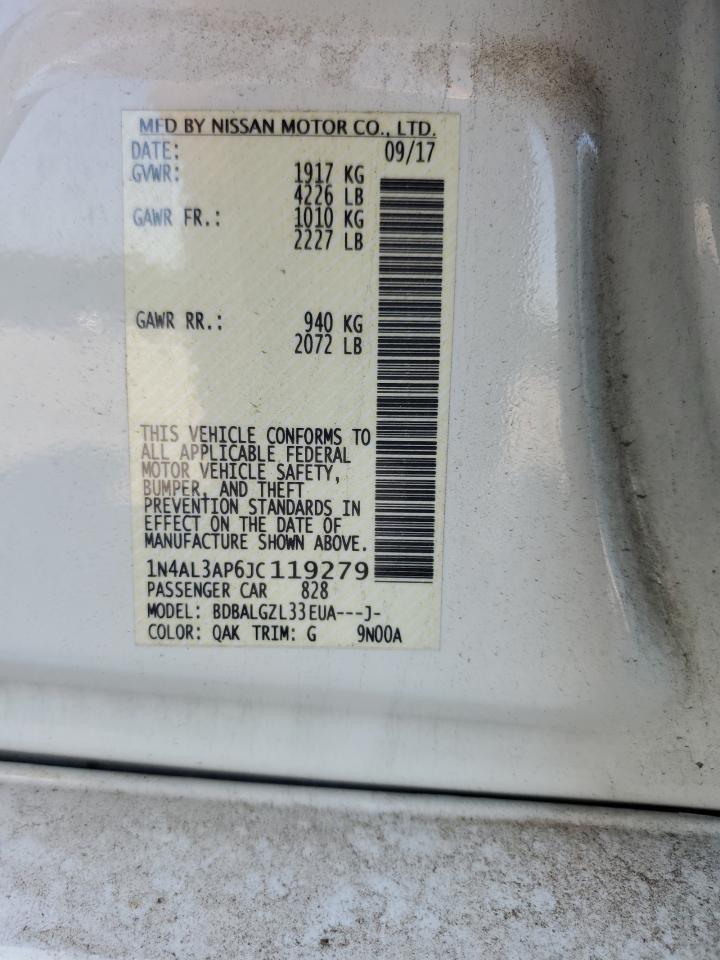 MFD BY NISSAN MOTOR CO., LTD.
DATE: 09/17
GVWR: 1917 KG
4226 LB
GAWR FR.: 1010 KG
2227 LB
GAWR RR.: 940 KG
2072 LB
THIS VEHICLE CONFORMS TO
ALL APPLICABLE FEDERAL
MOTOR VEHICLE SAFETY,
BUMPER, AND THEFT
PREVENTION STANDARDS IN
EFFECT ON THE DATE OF
MANUFACTURE SHOWN ABOVE.
1N4AL3AP6JC119279
PASSENGER CAR 828
MODEL: BDBALGZL33EUA---J-
COLOR: QAK TRIM: G 9N00A